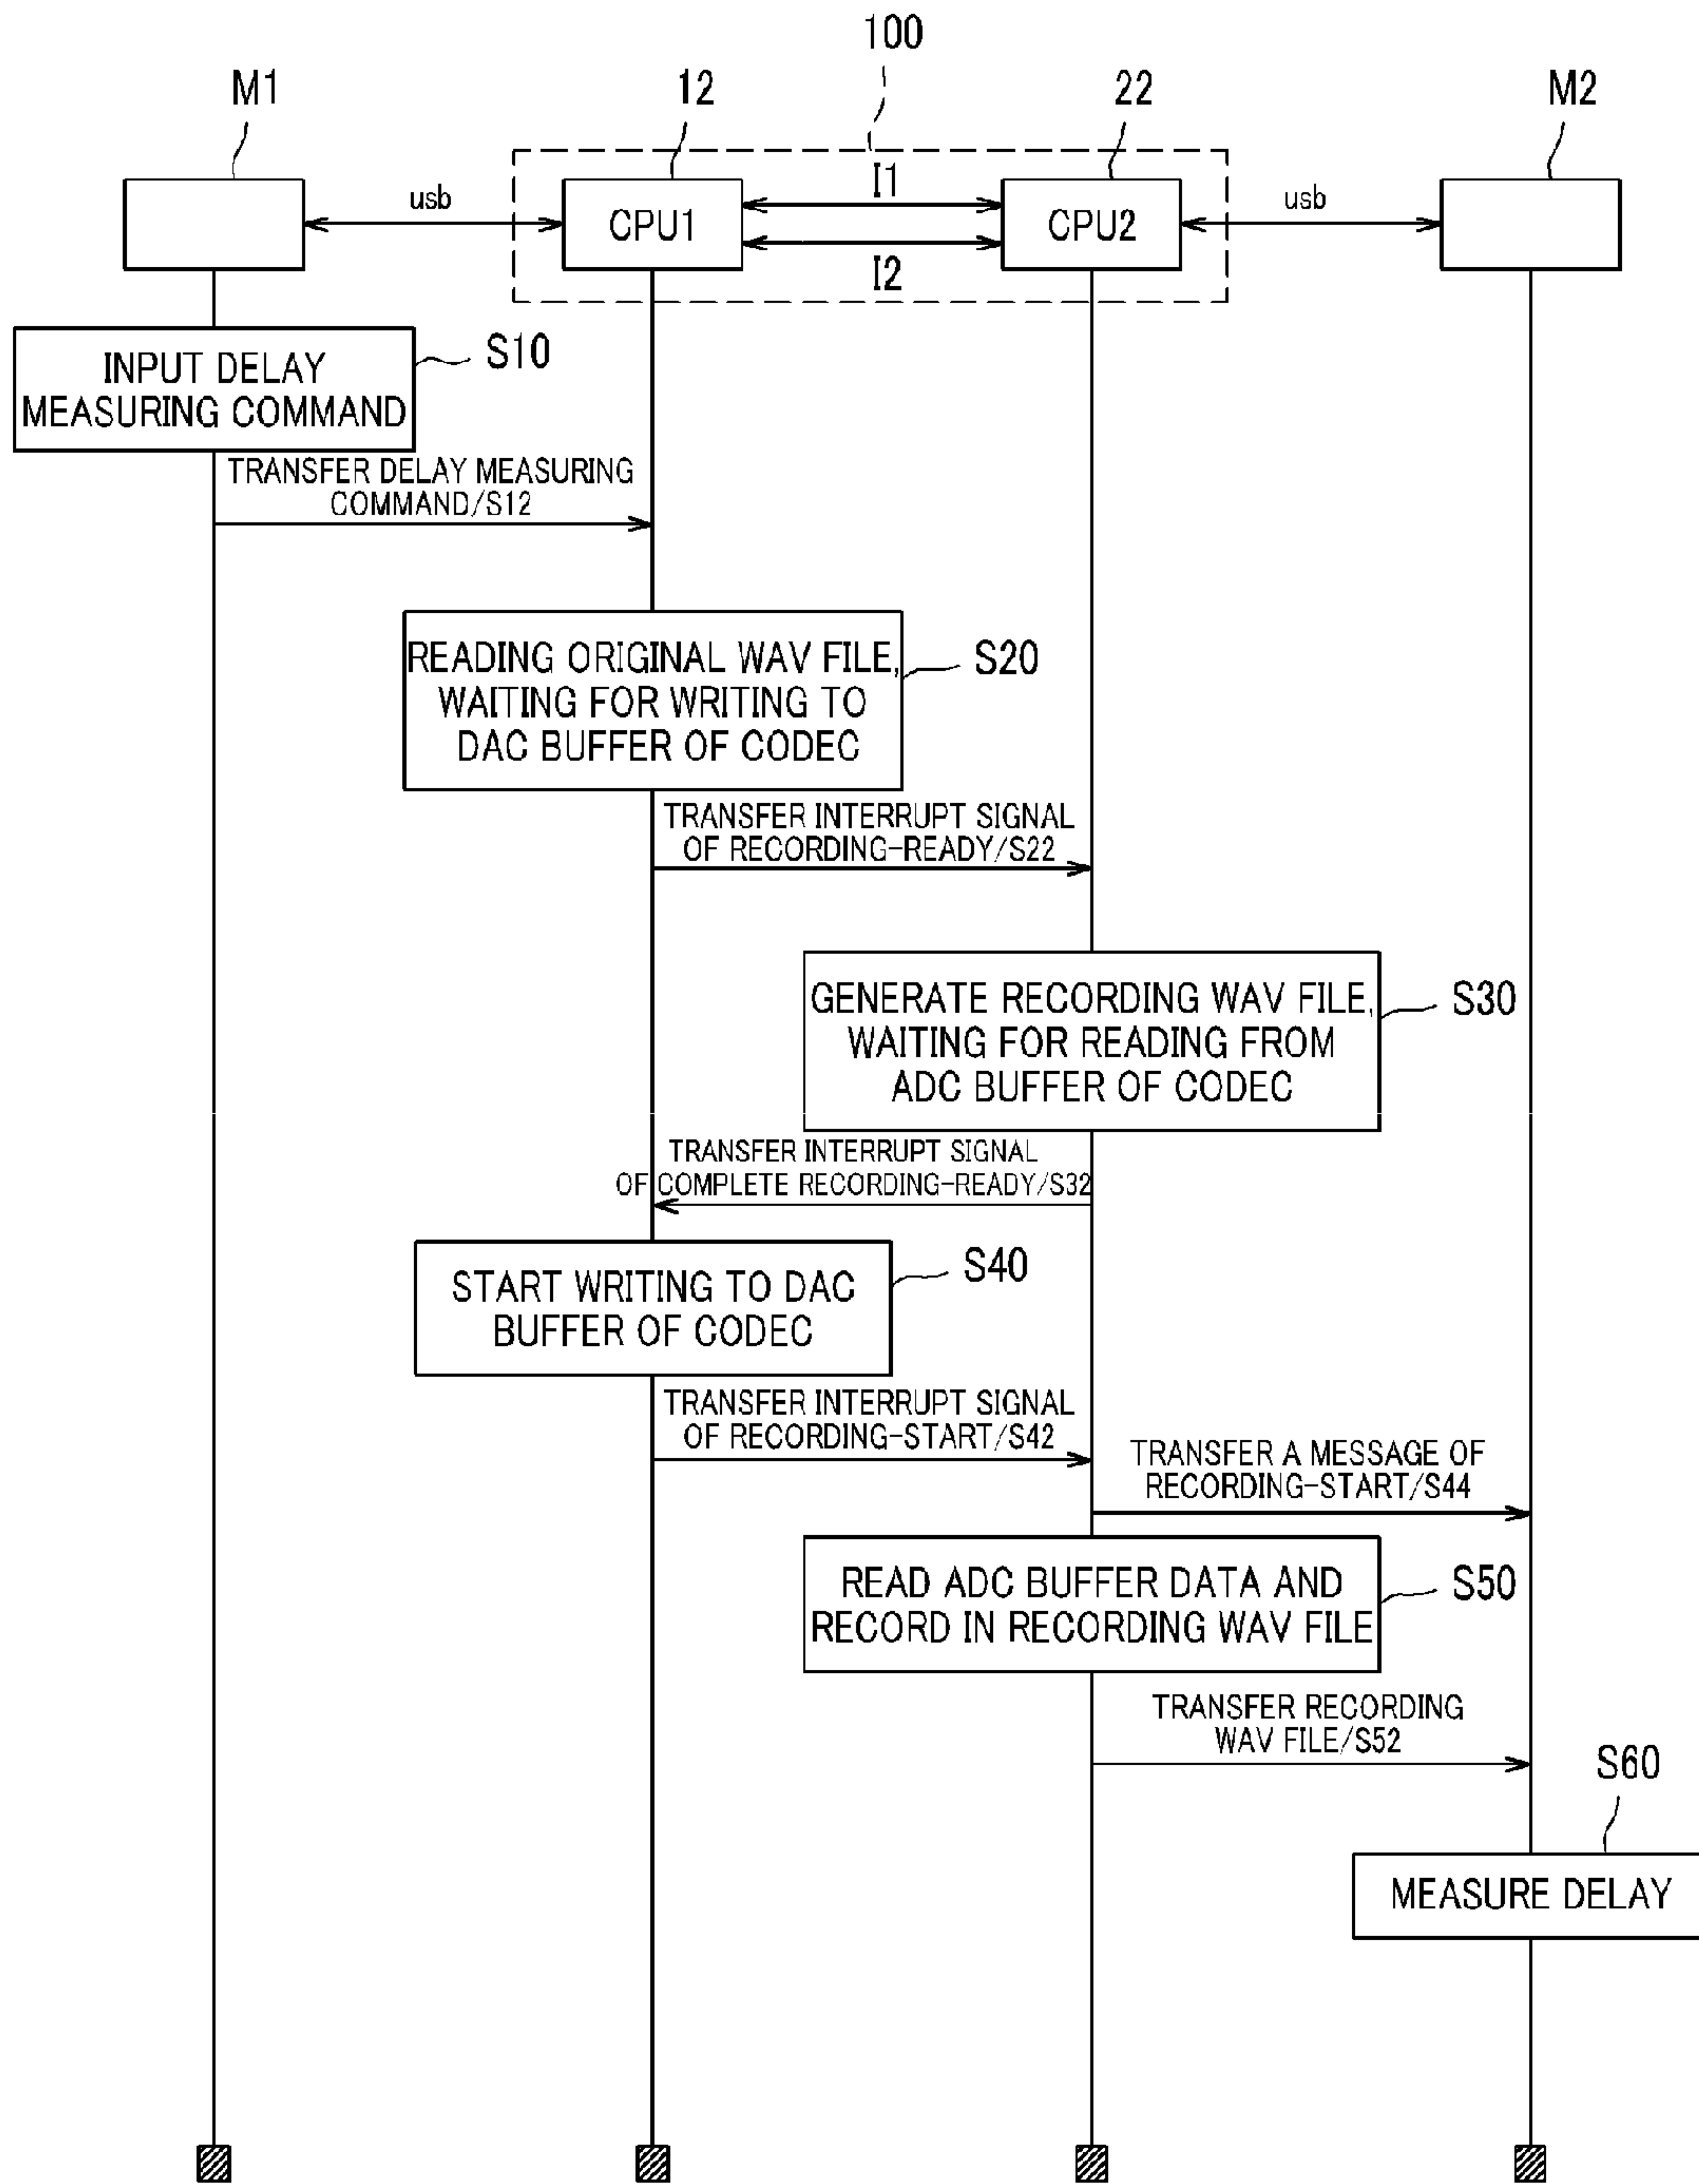 100
M1
12
22
M2
usb
CPU1
I1
I2
CPU2
usb
INPUT DELAY
MEASURING COMMAND
S10
TRANSFER DELAY MEASURING
COMMAND/S12
READING ORIGINAL WAV FILE,
WAITING FOR WRITING TO
DAC BUFFER OF CODEC
S20
TRANSFER INTERRUPT SIGNAL
OF RECORDING-READY/S22
GENERATE RECORDING WAV FILE,
WAITING FOR READING FROM
ADC BUFFER OF CODEC
S30
TRANSFER INTERRUPT SIGNAL
OF COMPLETE RECORDING-READY/S32
START WRITING TO DAC
BUFFER OF CODEC
S40
TRANSFER INTERRUPT SIGNAL
OF RECORDING-START/S42
TRANSFER A MESSAGE OF
RECORDING-START/S44
READ ADC BUFFER DATA AND
RECORD IN RECORDING WAV FILE
S50
TRANSFER RECORDING
WAV FILE/S52
S60
MEASURE DELAY